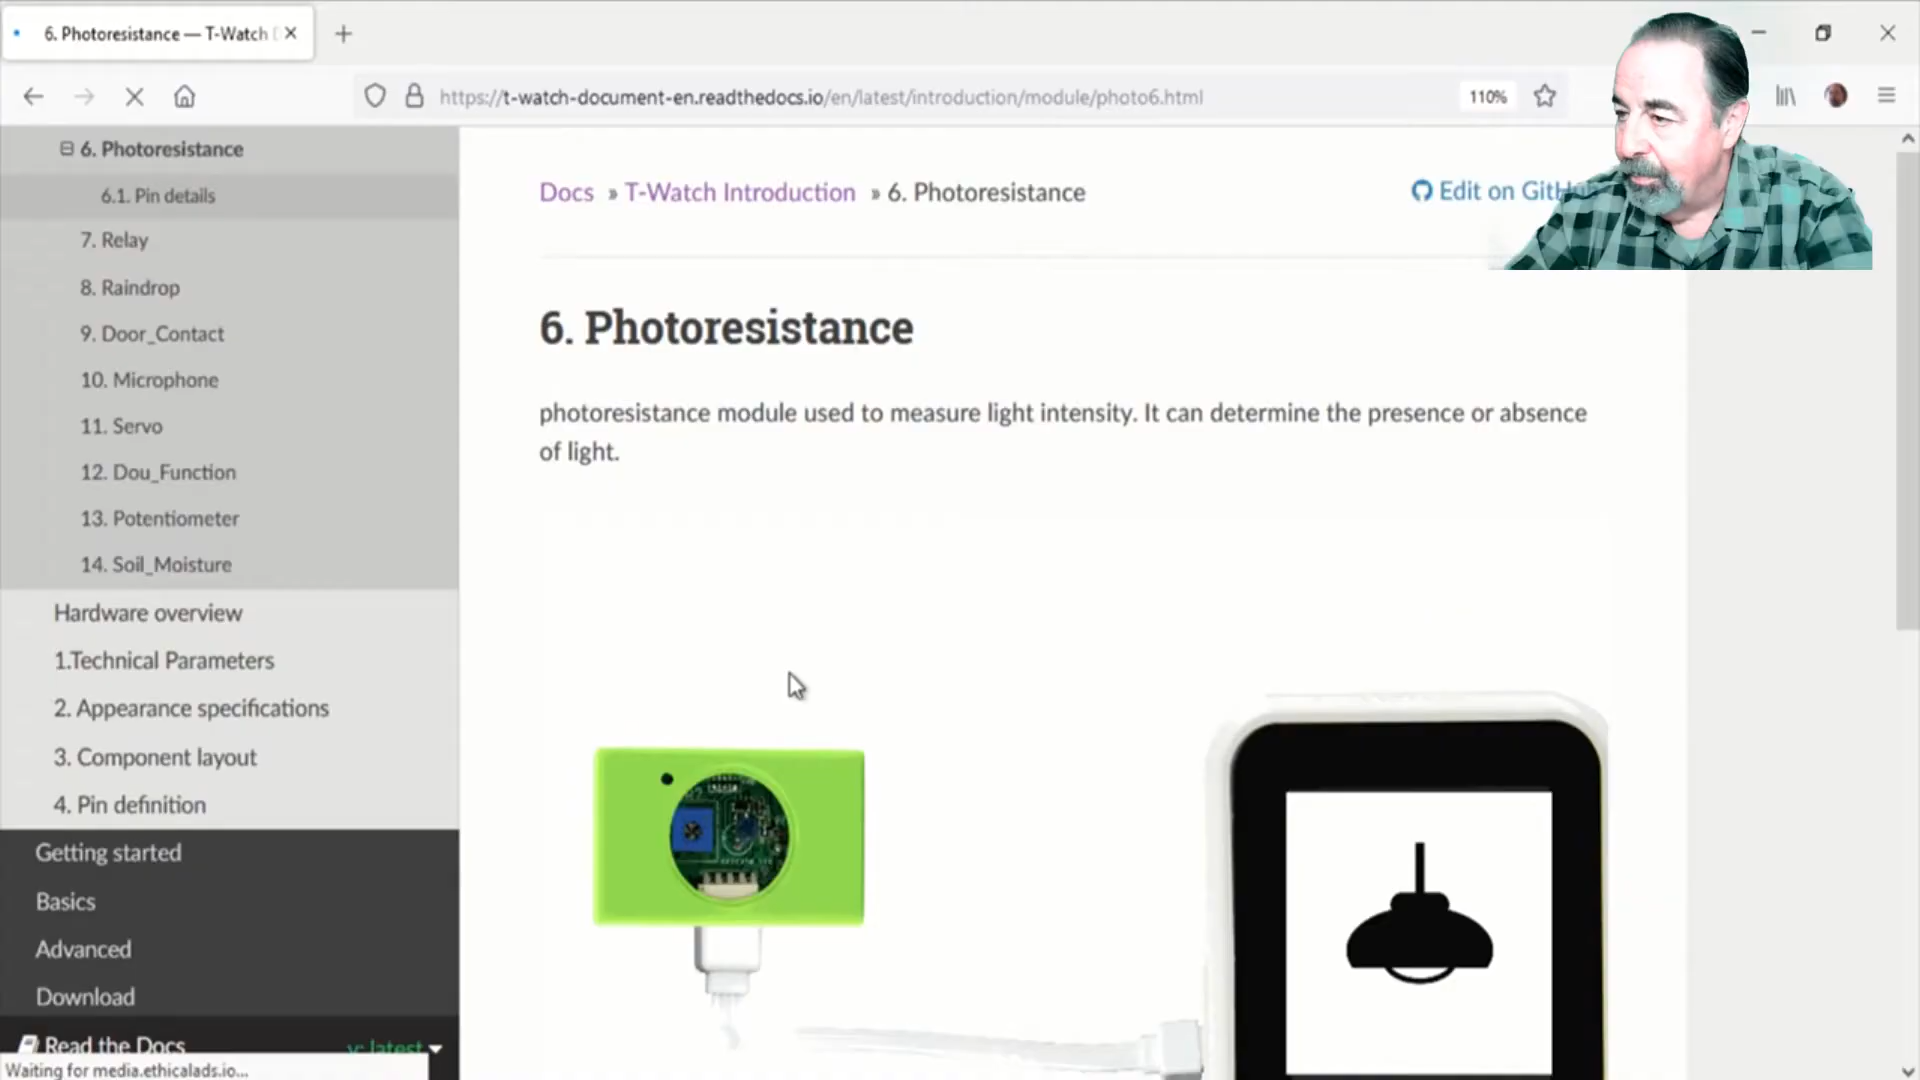 6. Photoresistance — T-Watch
https://t-watch-document-en.readthedocs.io/en/latest/introduction/module/photo6.html
110%
6. Photoresistance
6.1. Pin details
7. Relay
8. Raindrop
9. Door_Contact
10. Microphone
11. Servo
12. Dou_Function
13. Potentiometer
14. Soil_Moisture
Hardware overview
1.Technical Parameters
2. Appearance specifications
3. Component layout
4. Pin definition
Getting started
Basics
Advanced
Download
Read the Docs
v: latest
Waiting for media.ethicalads.io...
Docs » T-Watch Introduction » 6. Photoresistance
Edit on GitHub
6. Photoresistance
photoresistance module used to measure light intensity. It can determine the presence or absence
of light.